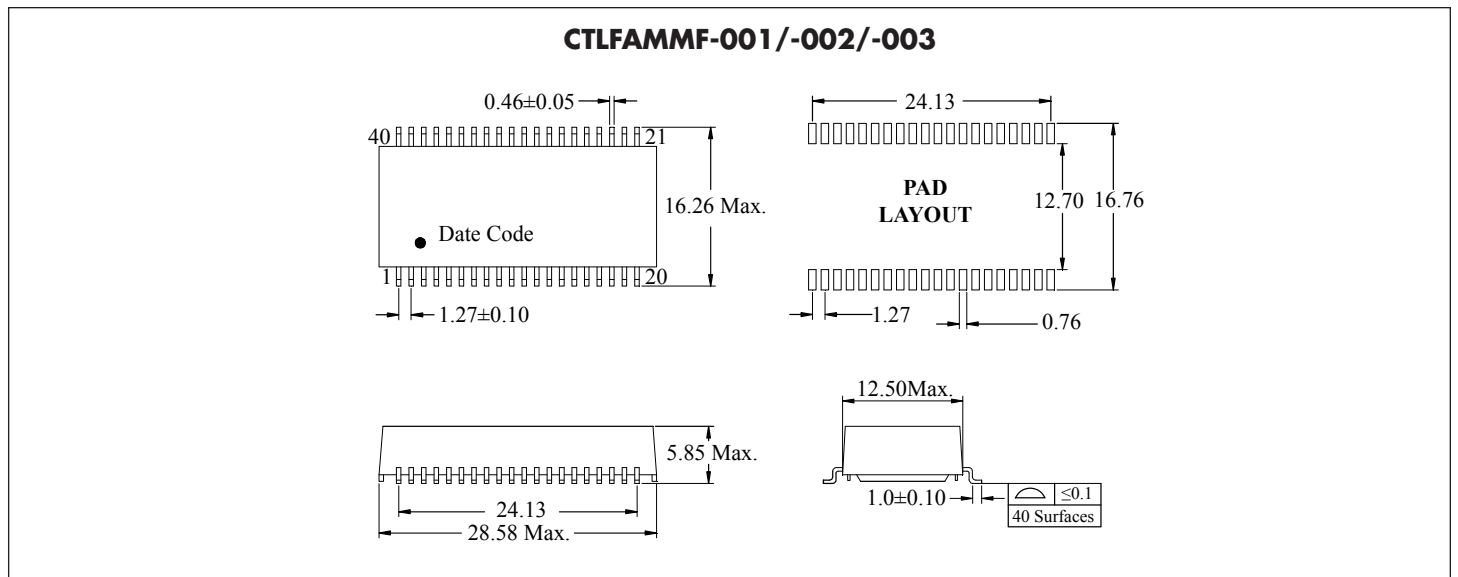 CTLFAMMF-001/-002/-003
0.46±0.05
40
21
16.26 Max.
Date Code
1
20
1.27±0.10
24.13
PAD
LAYOUT
12.70
16.76
1.27
0.76
5.85 Max.
24.13
28.58 Max.
12.50Max.
1.0±0.10
≤0.1
40 Surfaces